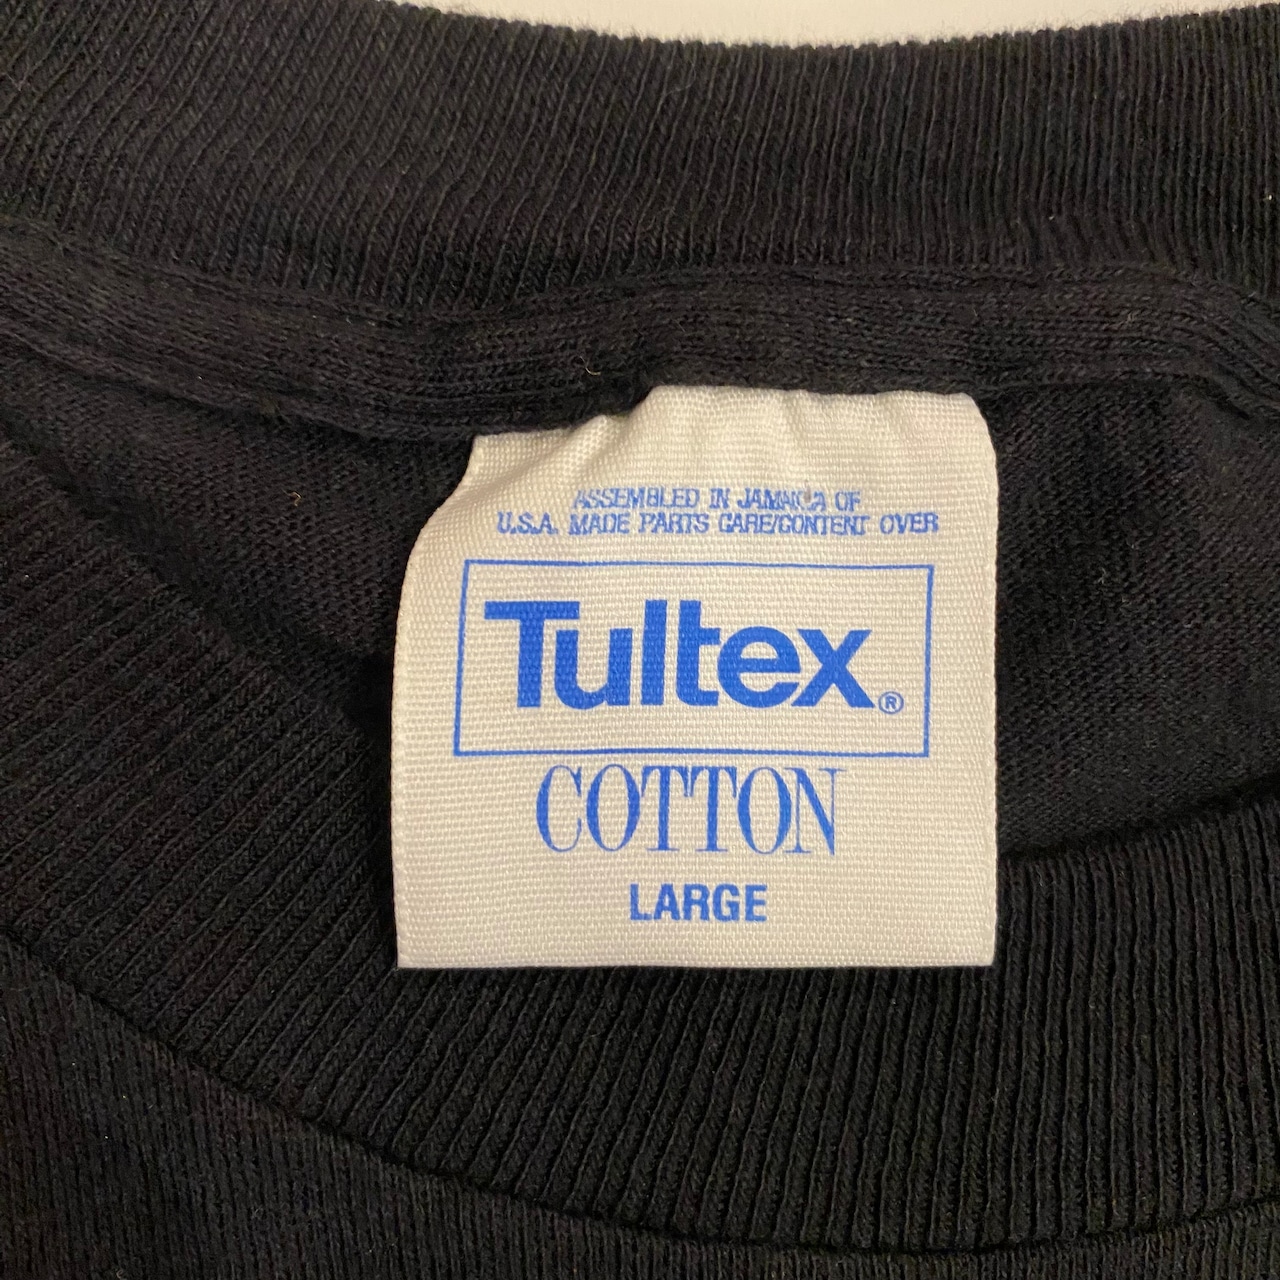 ASSEMBLED IN JAMAICA OF
U.S.A. MADE PARTS CARE/CONTENT OVER
Tultex®
COTTON
LARGE